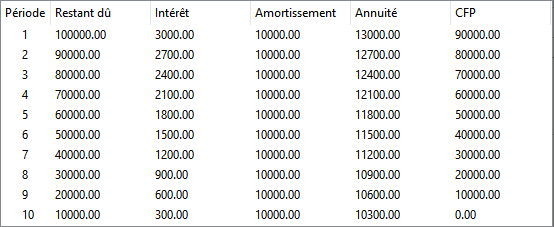 Période Restant dû Intérêt Amortissement Annuité CFP
1 100000.00 3000.00 10000.00 13000.00 90000.00
2 90000.00 2700.00 10000.00 12700.00 80000.00
3 80000.00 2400.00 10000.00 12400.00 70000.00
4 70000.00 2100.00 10000.00 12100.00 60000.00
5 60000.00 1800.00 10000.00 11800.00 50000.00
6 50000.00 1500.00 10000.00 11500.00 40000.00
7 40000.00 1200.00 10000.00 11200.00 30000.00
8 30000.00 900.00 10000.00 10900.00 20000.00
9 20000.00 600.00 10000.00 10600.00 10000.00
10 10000.00 300.00 10000.00 10300.00 0.00